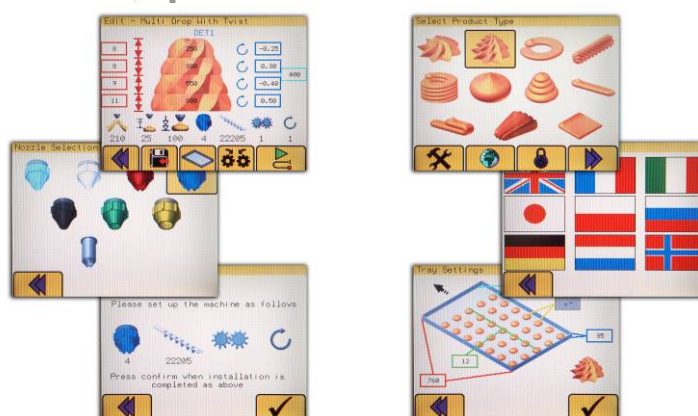 Edit - Multi Drop With Twist
DET1
8
250
-0.25
8
0.30
400
9
550
-0.40
11
0.50
210 25 100 4 22205 1 1
Nozzle Selection
Please set up the machine as follows
4
22205
Press confirm when installation is
completed as above
Select Product Type
Tray Settings
95
12
760